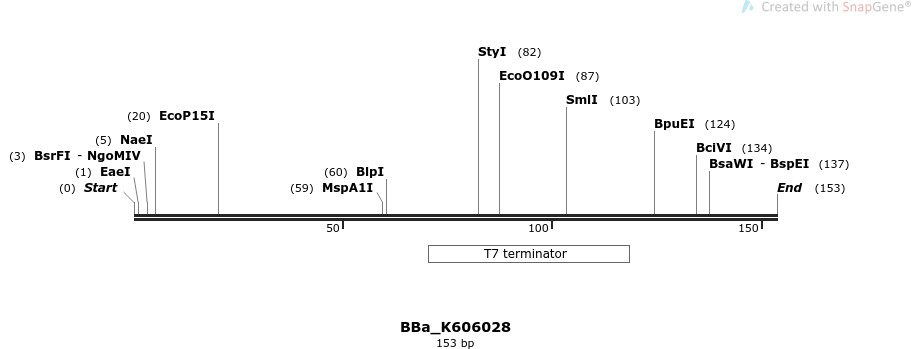 Created with SnapGene®
StyI (82)
EcoO109I (87)
SmlI (103)
(20) EcoP15I
BpuEI (124)
(5) NaeI
BciVI (134)
(3) BsrFI - NgoMIV
BsaWI - BspEI (137)
(1) EaeI
(60) BlpI
(0) Start
(59) MspA1I
End (153)
50
100
150
T7 terminator
BBa_K606028
153 bp